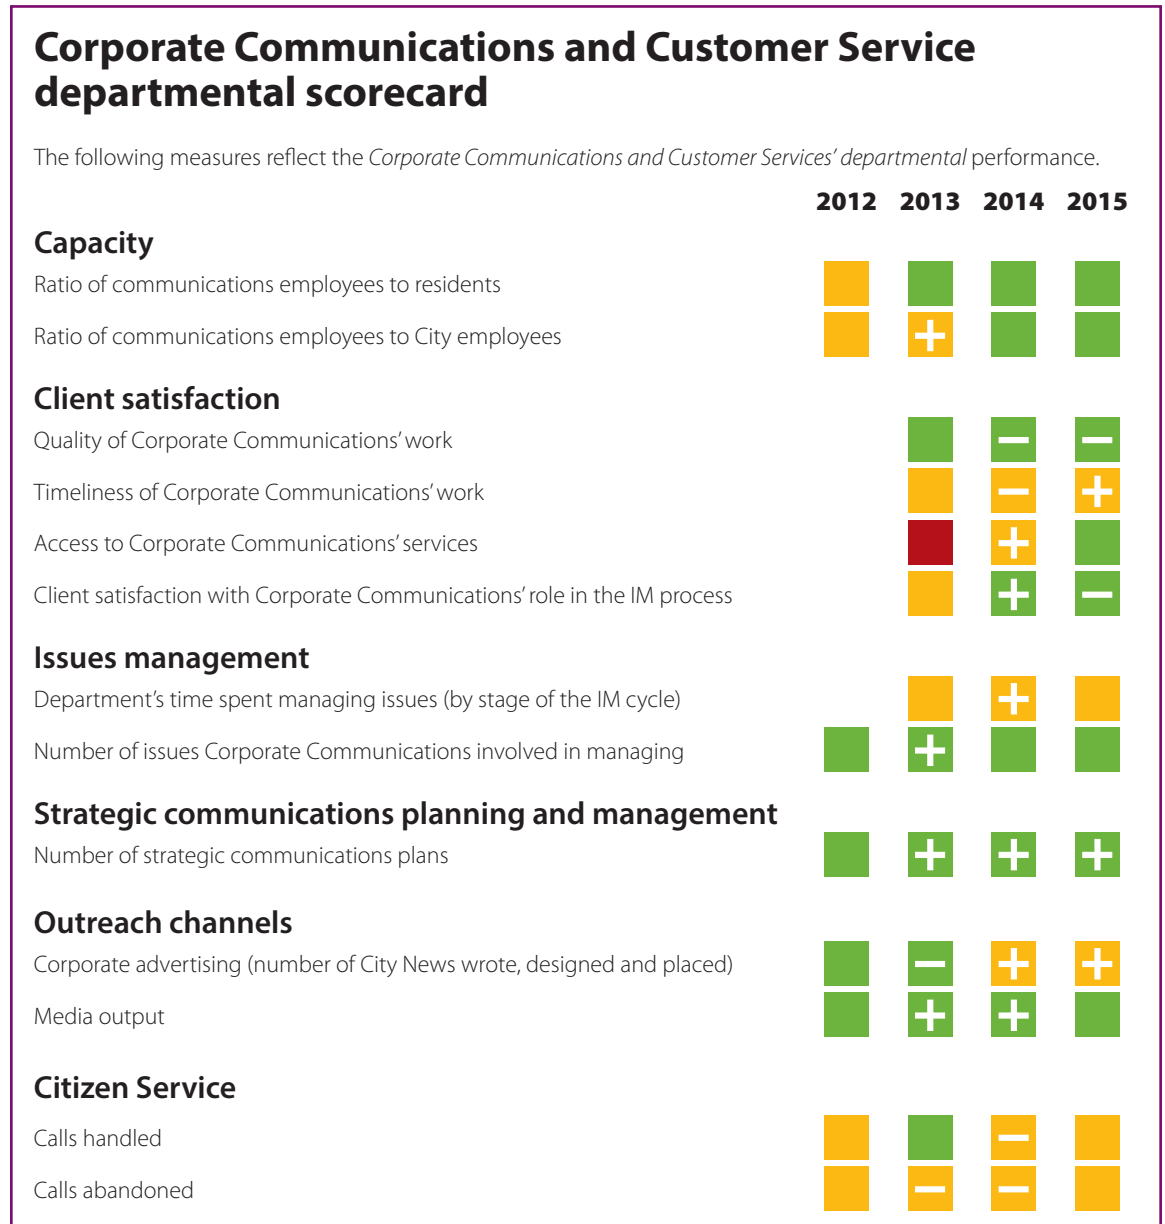 Corporate Communications and Customer Service
departmental scorecard
The following measures reflect the Corporate Communications and Customer Services’ departmental performance.
2012 2013 2014 2015
Capacity
Ratio of communications employees to residents
Ratio of communications employees to City employees +
Client satisfaction
Quality of Corporate Communications’ work − −
Timeliness of Corporate Communications’ work − +
Access to Corporate Communications’ services +
Client satisfaction with Corporate Communications’ role in the IM process + −
Issues management
Department’s time spent managing issues (by stage of the IM cycle) +
Number of issues Corporate Communications involved in managing +
Strategic communications planning and management
Number of strategic communications plans + + +
Outreach channels
Corporate advertising (number of City News wrote, designed and placed) − + +
Media output + +
Citizen Service
Calls handled −
Calls abandoned − −